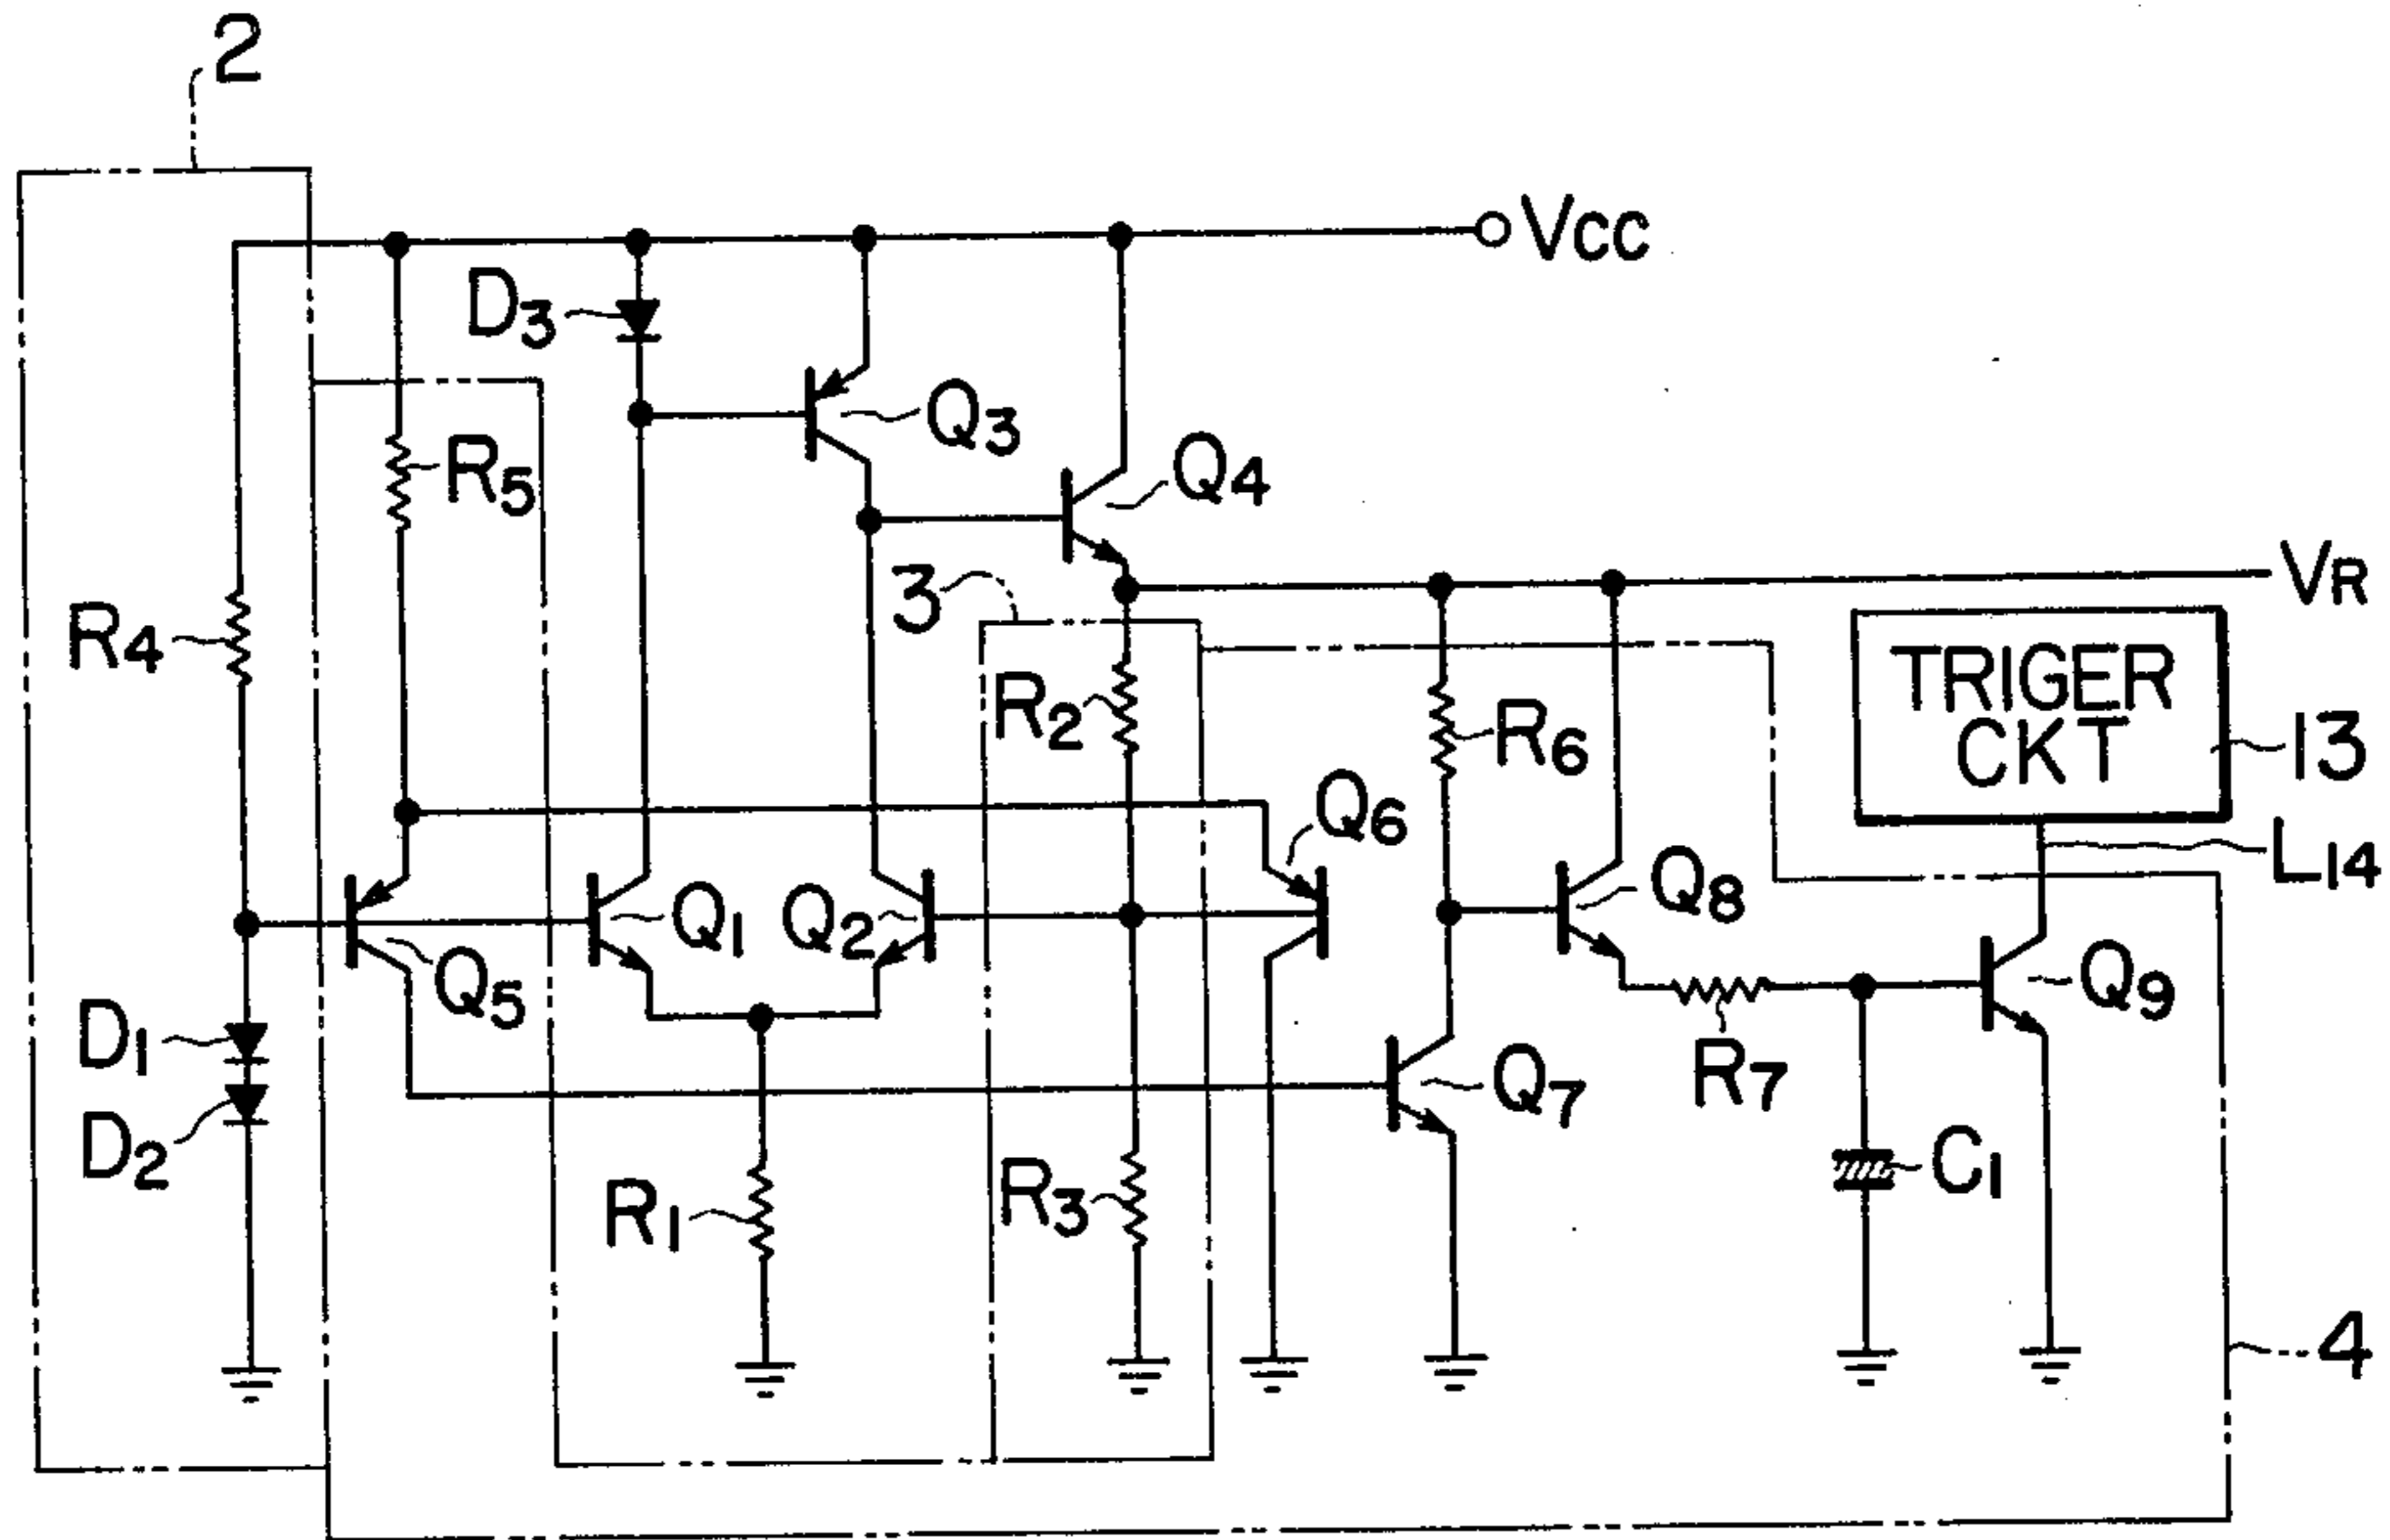 2
VCC
D3
Q3
R5
Q4
VR
3
R4
TRIGER
CKT
13
R2
R6
Q6
L14
Q8
Q1
Q2
Q5
Q9
D1
R7
Q7
D2
C1
R1
R3
4